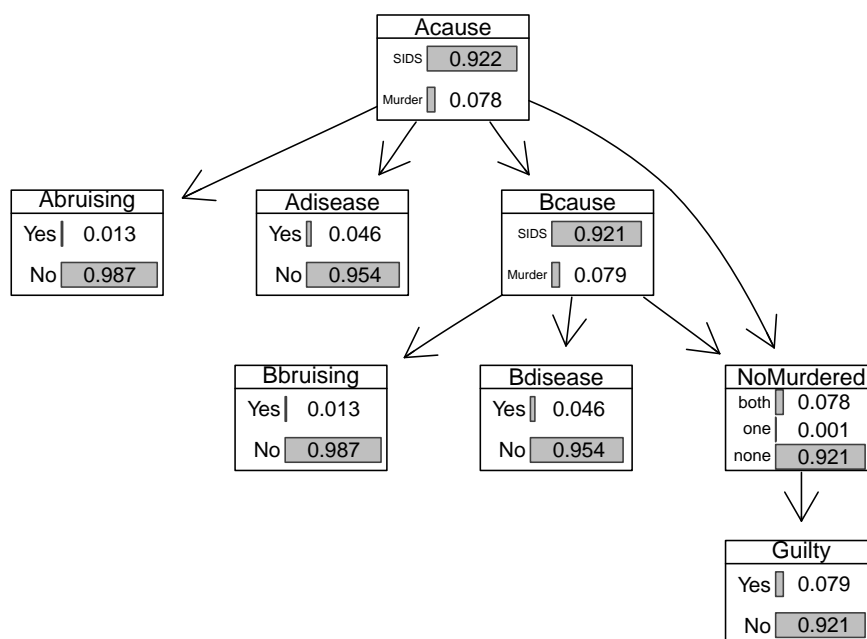 Acause
SIDS 0.922
Murder 0.078
Abruising
Yes 0.013
No 0.987
Adisease
Yes 0.046
No 0.954
Bcause
SIDS 0.921
Murder 0.079
Bbruising
Yes 0.013
No 0.987
Bdisease
Yes 0.046
No 0.954
NoMurdered
both 0.078
one 0.001
none 0.921
Guilty
Yes 0.079
No 0.921